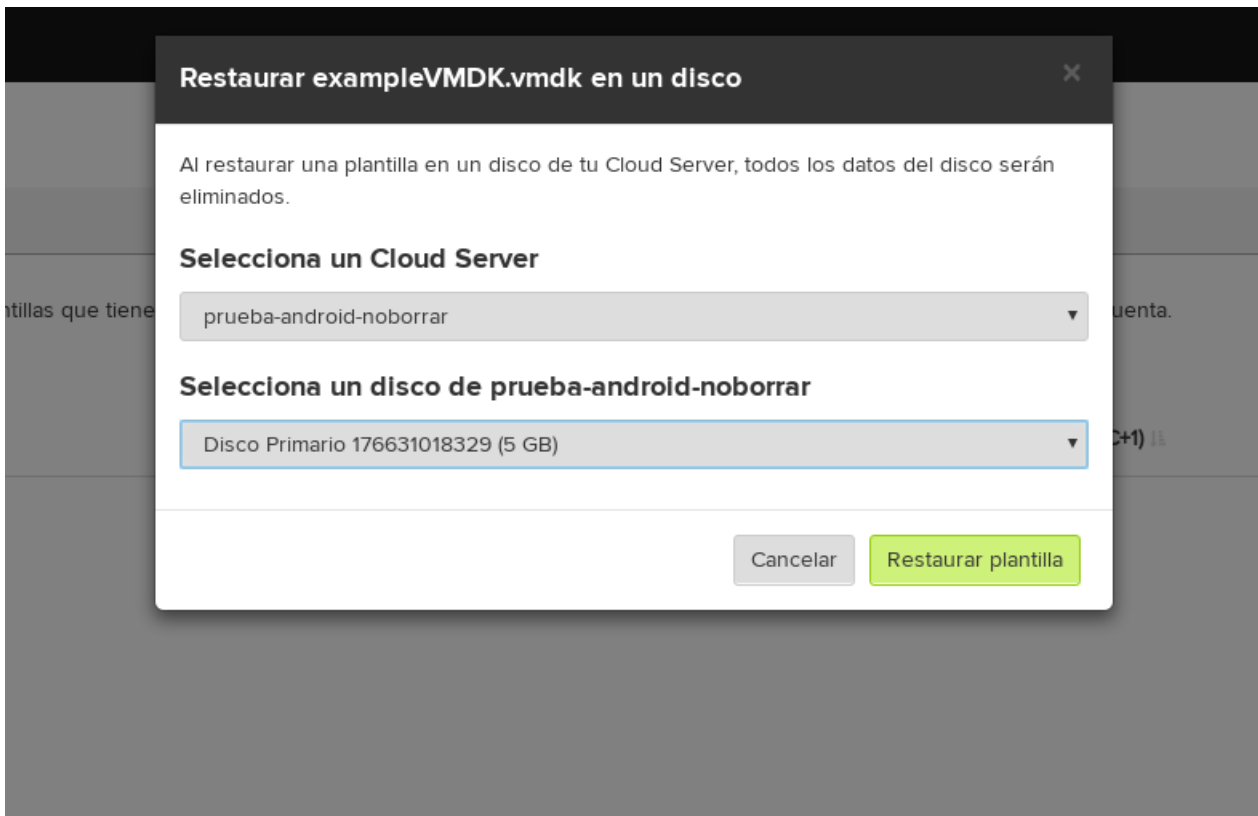 Restaurar exampleVMDK.vmdk en un disco
×
Al restaurar una plantilla en un disco de tu Cloud Server, todos los datos del disco serán
eliminados.
Selecciona un Cloud Server
ntillas que tiene
prueba-android-noborrar
uenta.
Selecciona un disco de prueba-android-noborrar
Disco Primario 176631018329 (5 GB)
C+1)
Cancelar
Restaurar plantilla